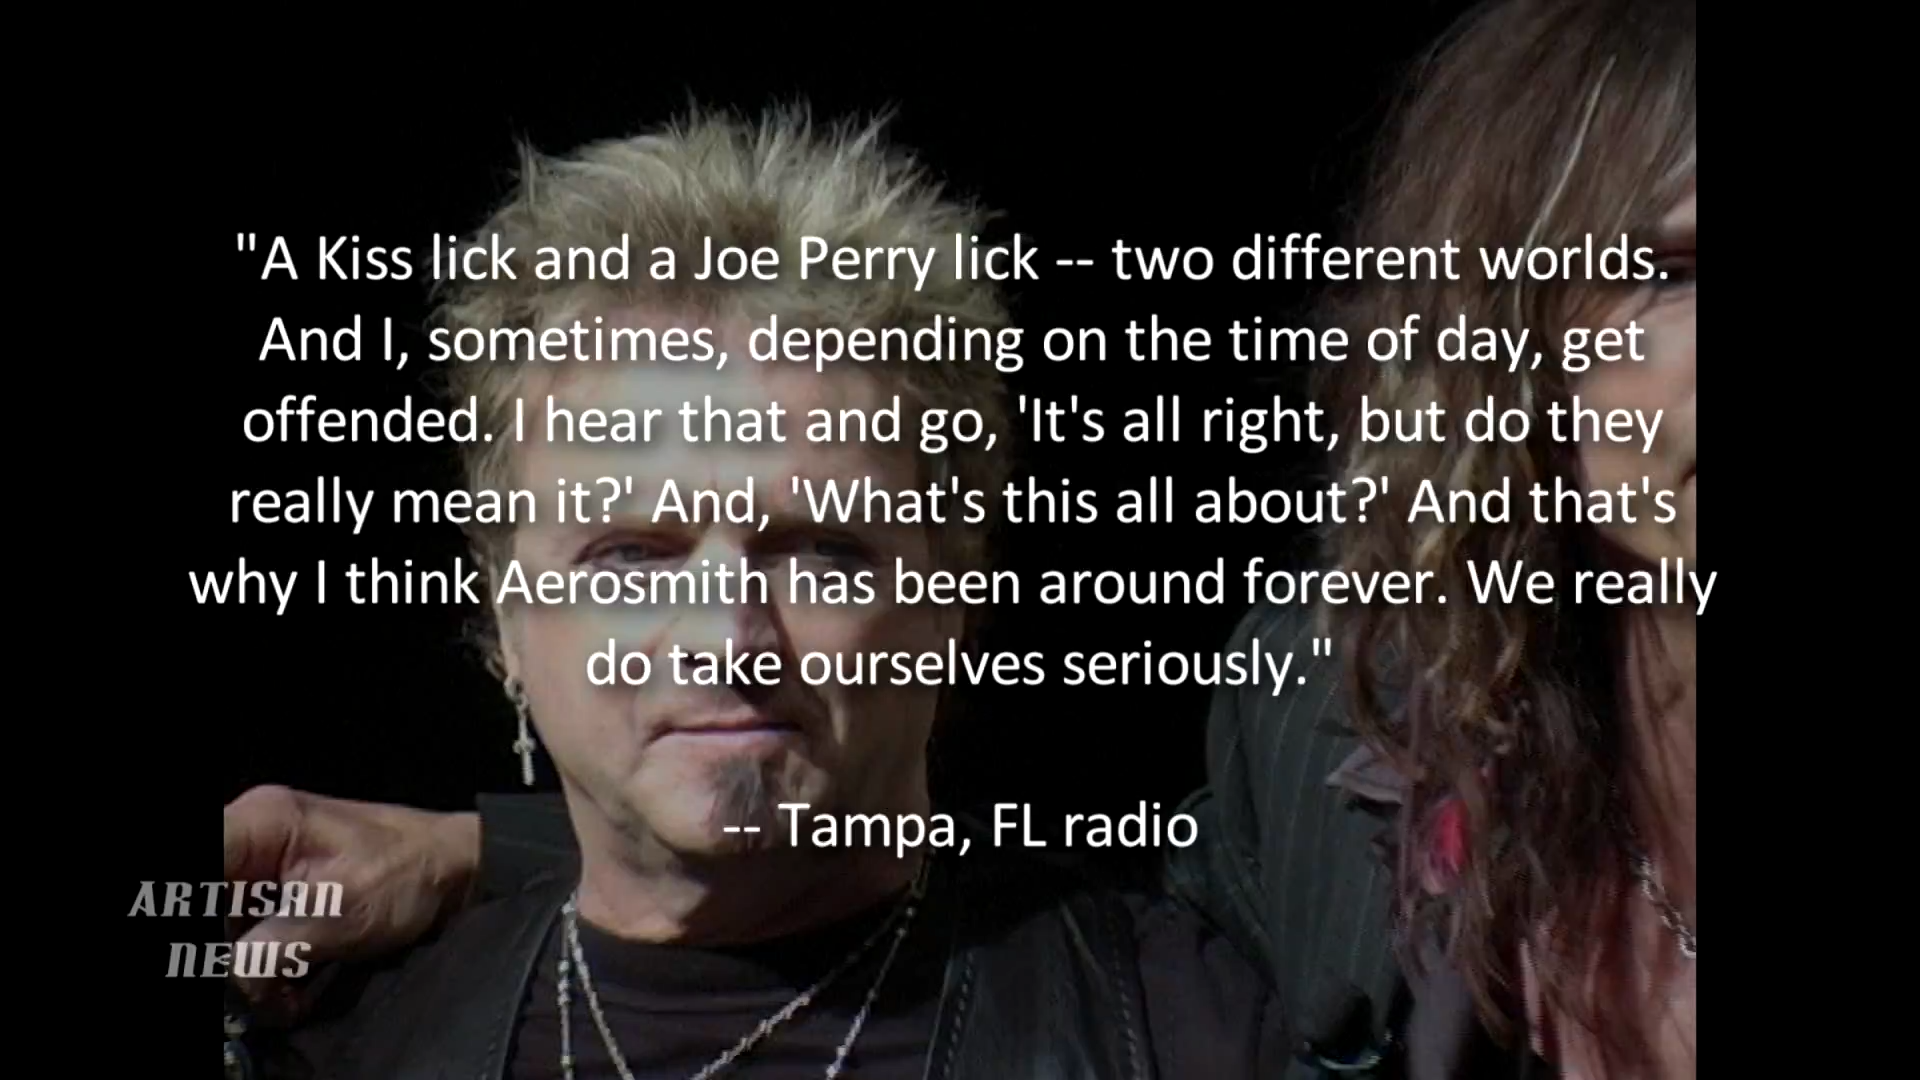 "A Kiss lick and a Joe Perry lick -- two different worlds.
And I, sometimes, depending on the time of day, get
offended. I hear that and go, 'It's all right, but do they
really mean it?' And, 'What's this all about?' And that's
why I think Aerosmith has been around forever. We really
do take ourselves seriously."
-- Tampa, FL radio
ARTISAN
NEWS